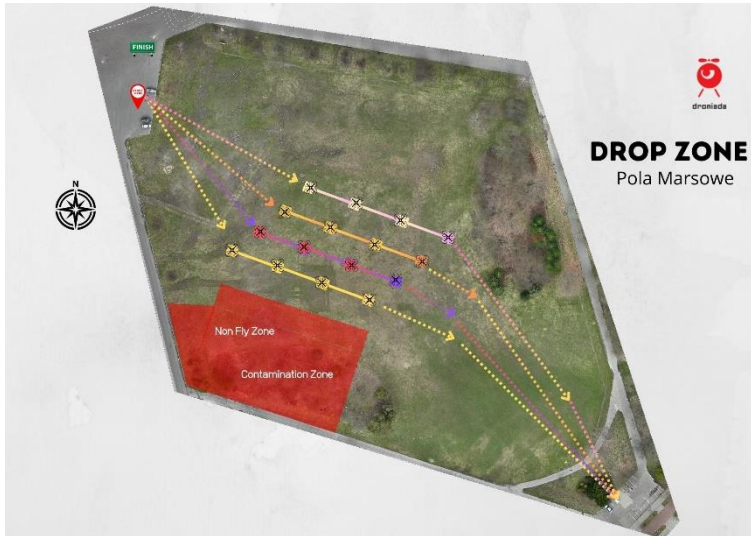 FINISH
N
droniada
DROP ZONE
Pola Marsowe
Non Fly Zone
Contamination Zone